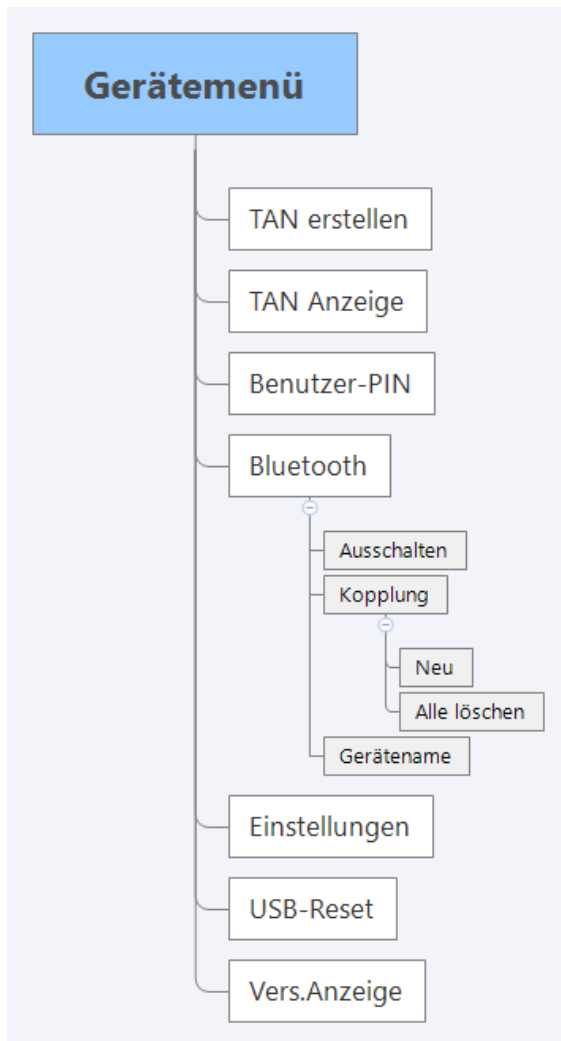 Gerätemenü
TAN erstellen
TAN Anzeige
Benutzer-PIN
Bluetooth
Ausschalten
Kopplung
Neu
Alle löschen
Gerätename
Einstellungen
USB-Reset
Vers.Anzeige